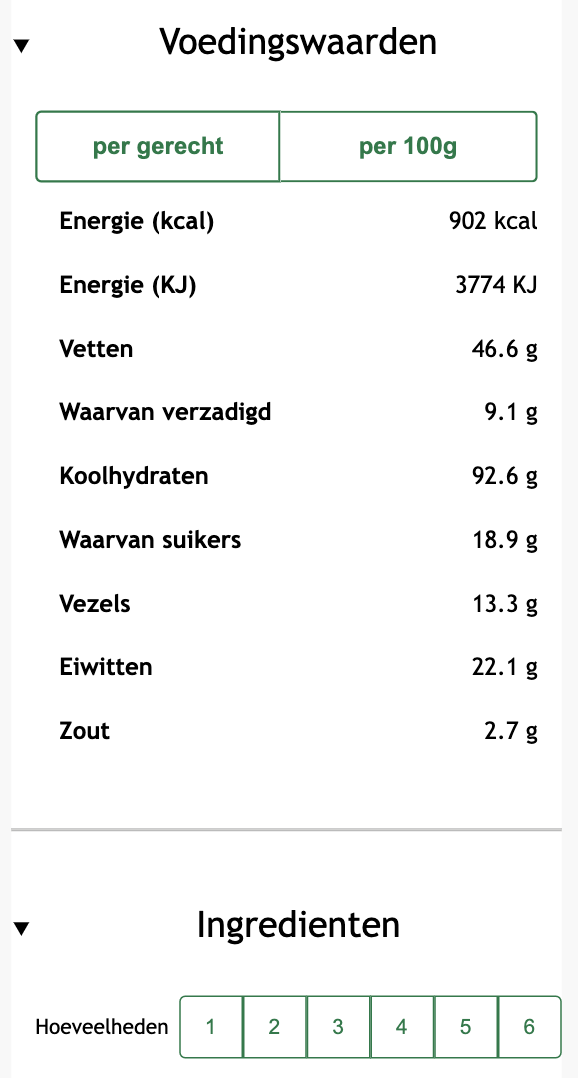 Voedingswaarden
per gerecht per 100g
Energie (kcal) 902 kcal
Energie (KJ) 3774 KJ
Vetten 46.6 g
Waarvan verzadigd 9.1 g
Koolhydraten 92.6 g
Waarvan suikers 18.9 g
Vezels 13.3 g
Eiwitten 22.1 g
Zout 2.7 g
Ingredienten
Hoeveelheden 1 2 3 4 5 6